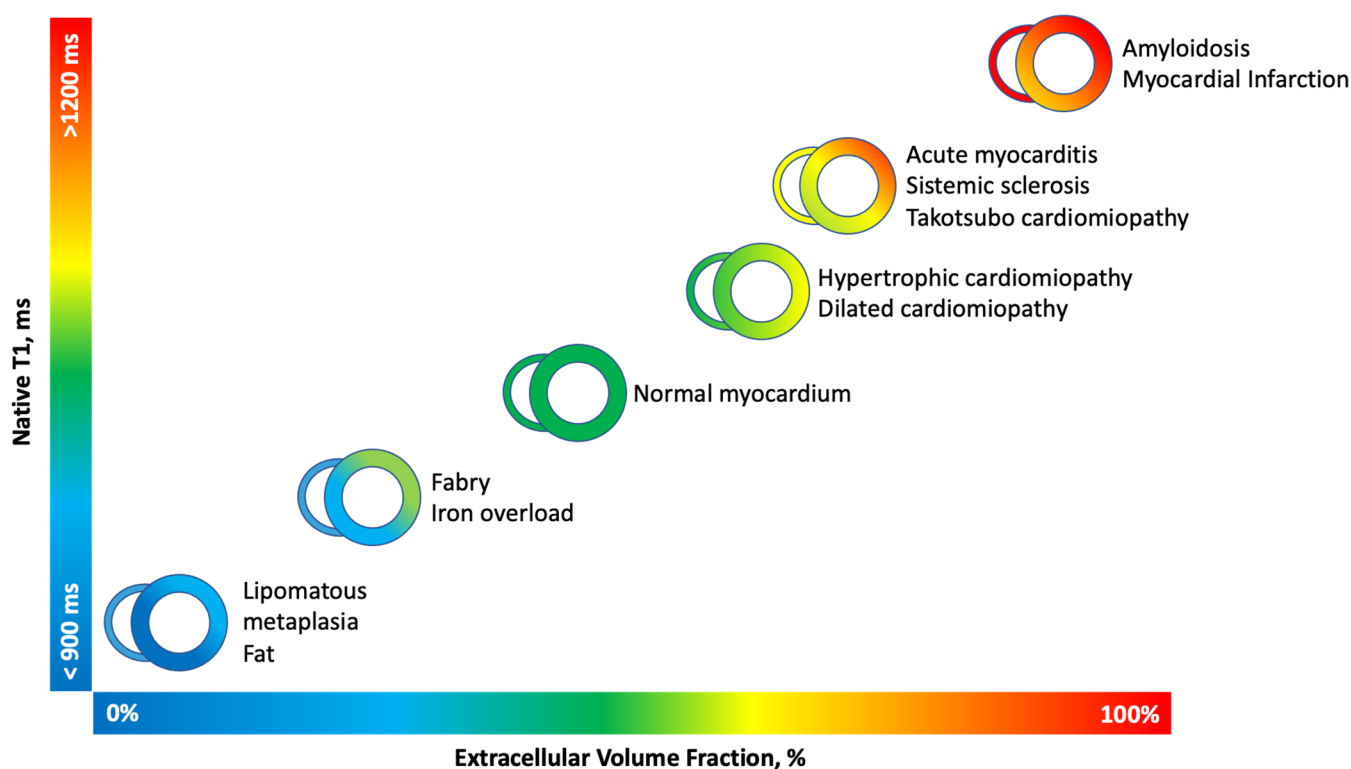 >1200 ms
Native T1, ms
< 900 ms
Amyloidosis
Myocardial Infarction
Acute myocarditis
Sistemic sclerosis
Takotsubo cardiomiopathy
Hypertrophic cardiomiopathy
Dilated cardiomiopathy
Normal myocardium
Fabry
Iron overload
Lipomatous
metaplasia
Fat
0%
100%
Extracellular Volume Fraction, %